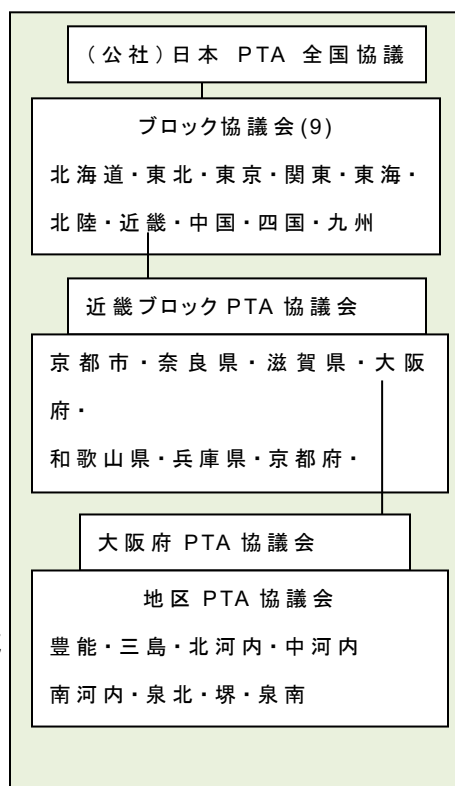 (公社)日本 PTA 全国協議
ブロック協議会(9)
北海道・東北・東京・関東・東海・
北陸・近畿・中国・四国・九州
近畿ブロック PTA 協議会
京都市・奈良県・滋賀県・大阪
府・
和歌山県・兵庫県・京都府・
大阪府 PTA 協議会
地区 PTA 協議会
豊能・三島・北河内・中河内
南河内・泉北・堺・泉南